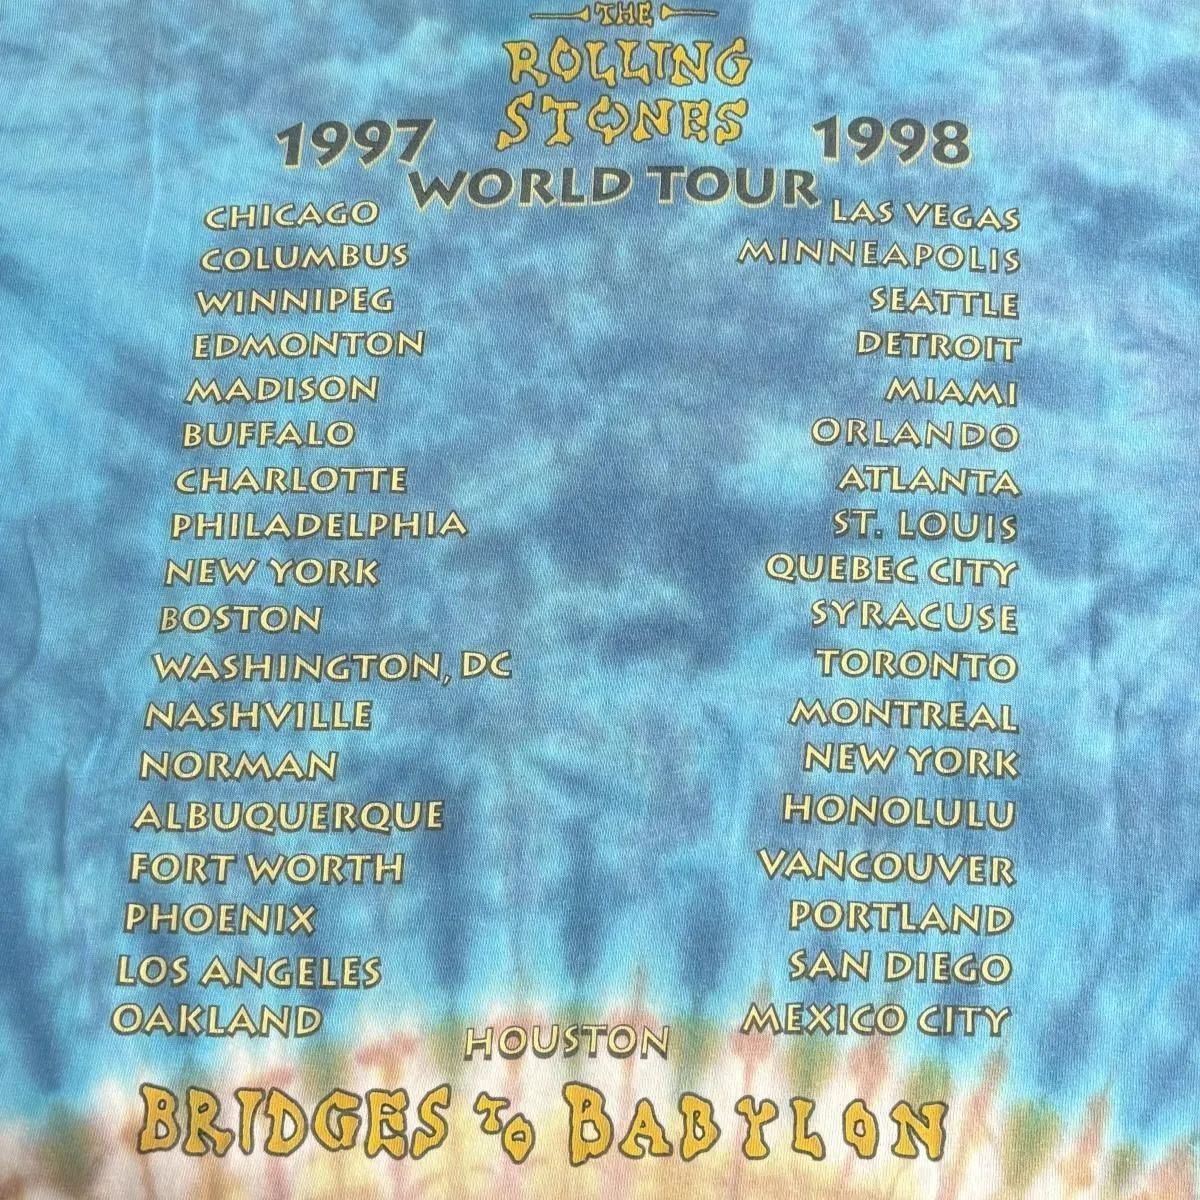 THE
ROLLING
STONES
1997 1998
WORLD TOUR
CHICAGO
COLUMBUS
WINNIPEG
EDMONTON
MADISON
BUFFALO
CHARLOTTE
PHILADELPHIA
NEW YORK
BOSTON
WASHINGTON, DC
NASHVILLE
NORMAN
ALBUQUERQUE
FORT WORTH
PHOENIX
LOS ANGELES
OAKLAND
HOUSTON
LAS VEGAS
MINNEAPOLIS
SEATTLE
DETROIT
MIAMI
ORLANDO
ATLANTA
ST. LOUIS
QUEBEC CITY
SYRACUSE
TORONTO
MONTREAL
NEW YORK
HONOLULU
VANCOUVER
PORTLAND
SAN DIEGO
MEXICO CITY
BRIDGES TO BABYLON